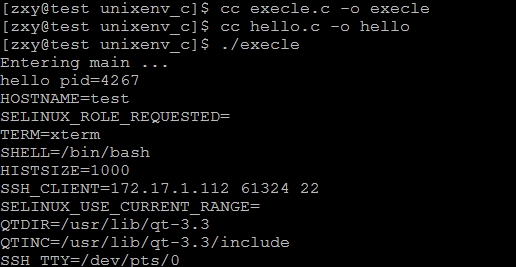 [zxy@test unixenv_c]$ cc execle.c -o execle
[zxy@test unixenv_c]$ cc hello.c -o hello
[zxy@test unixenv_c]$ ./execle
Entering main ...
hello pid=4267
HOSTNAME=test
SELINUX_ROLE_REQUESTED=
TERM=xterm
SHELL=/bin/bash
HISTSIZE=1000
SSH_CLIENT=172.17.1.112 61324 22
SELINUX_USE_CURRENT_RANGE=
QTDIR=/usr/lib/qt-3.3
QTINC=/usr/lib/qt-3.3/include
SSH_TTY=/dev/pts/0